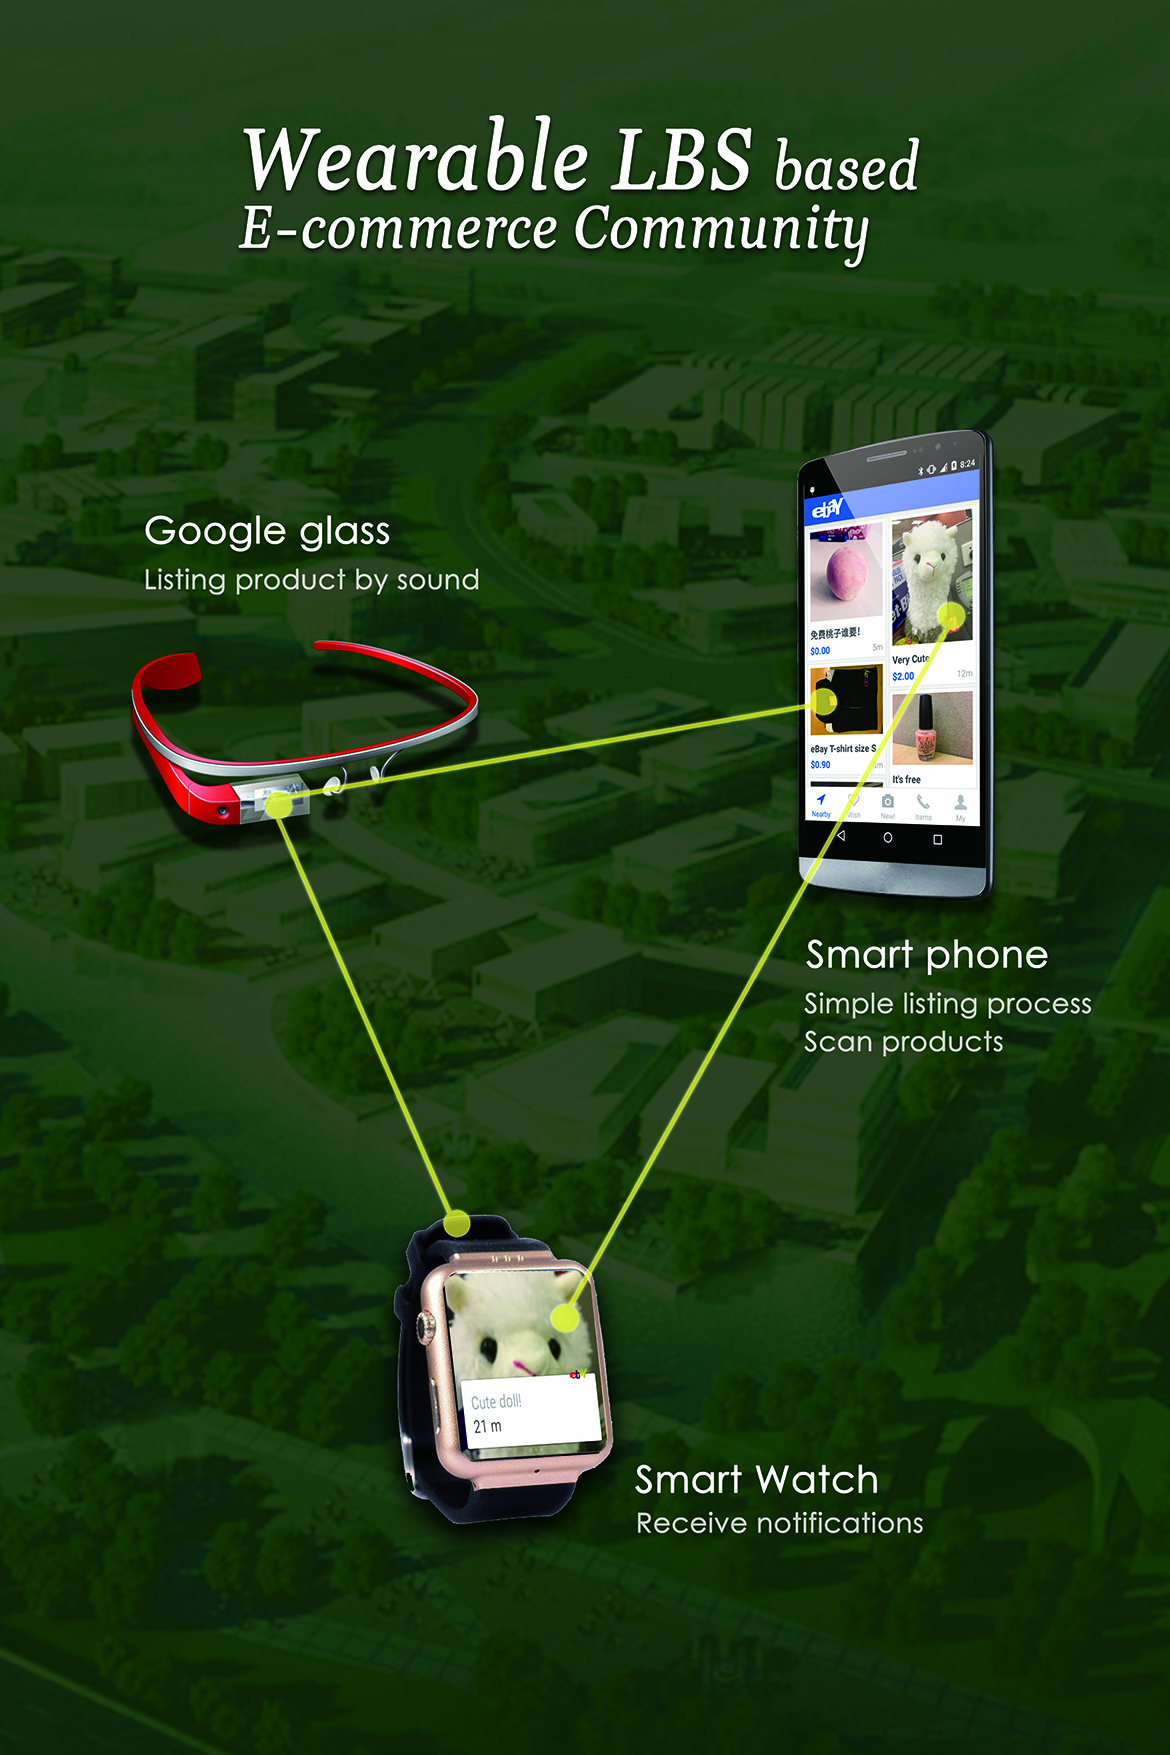 Wearable LBS based
E-commerce Community
Google glass
Listing product by sound
8:24
ebay
免费桃子谁要！
$0.00
5m
Very Cute
$2.00
12m
eBay T-shirt size S
$0.90
It's free
Nearby
Wish
New!
Items
My
Smart phone
Simple listing process
Scan products
ebay
Cute doll!
21 m
Smart Watch
Receive notifications